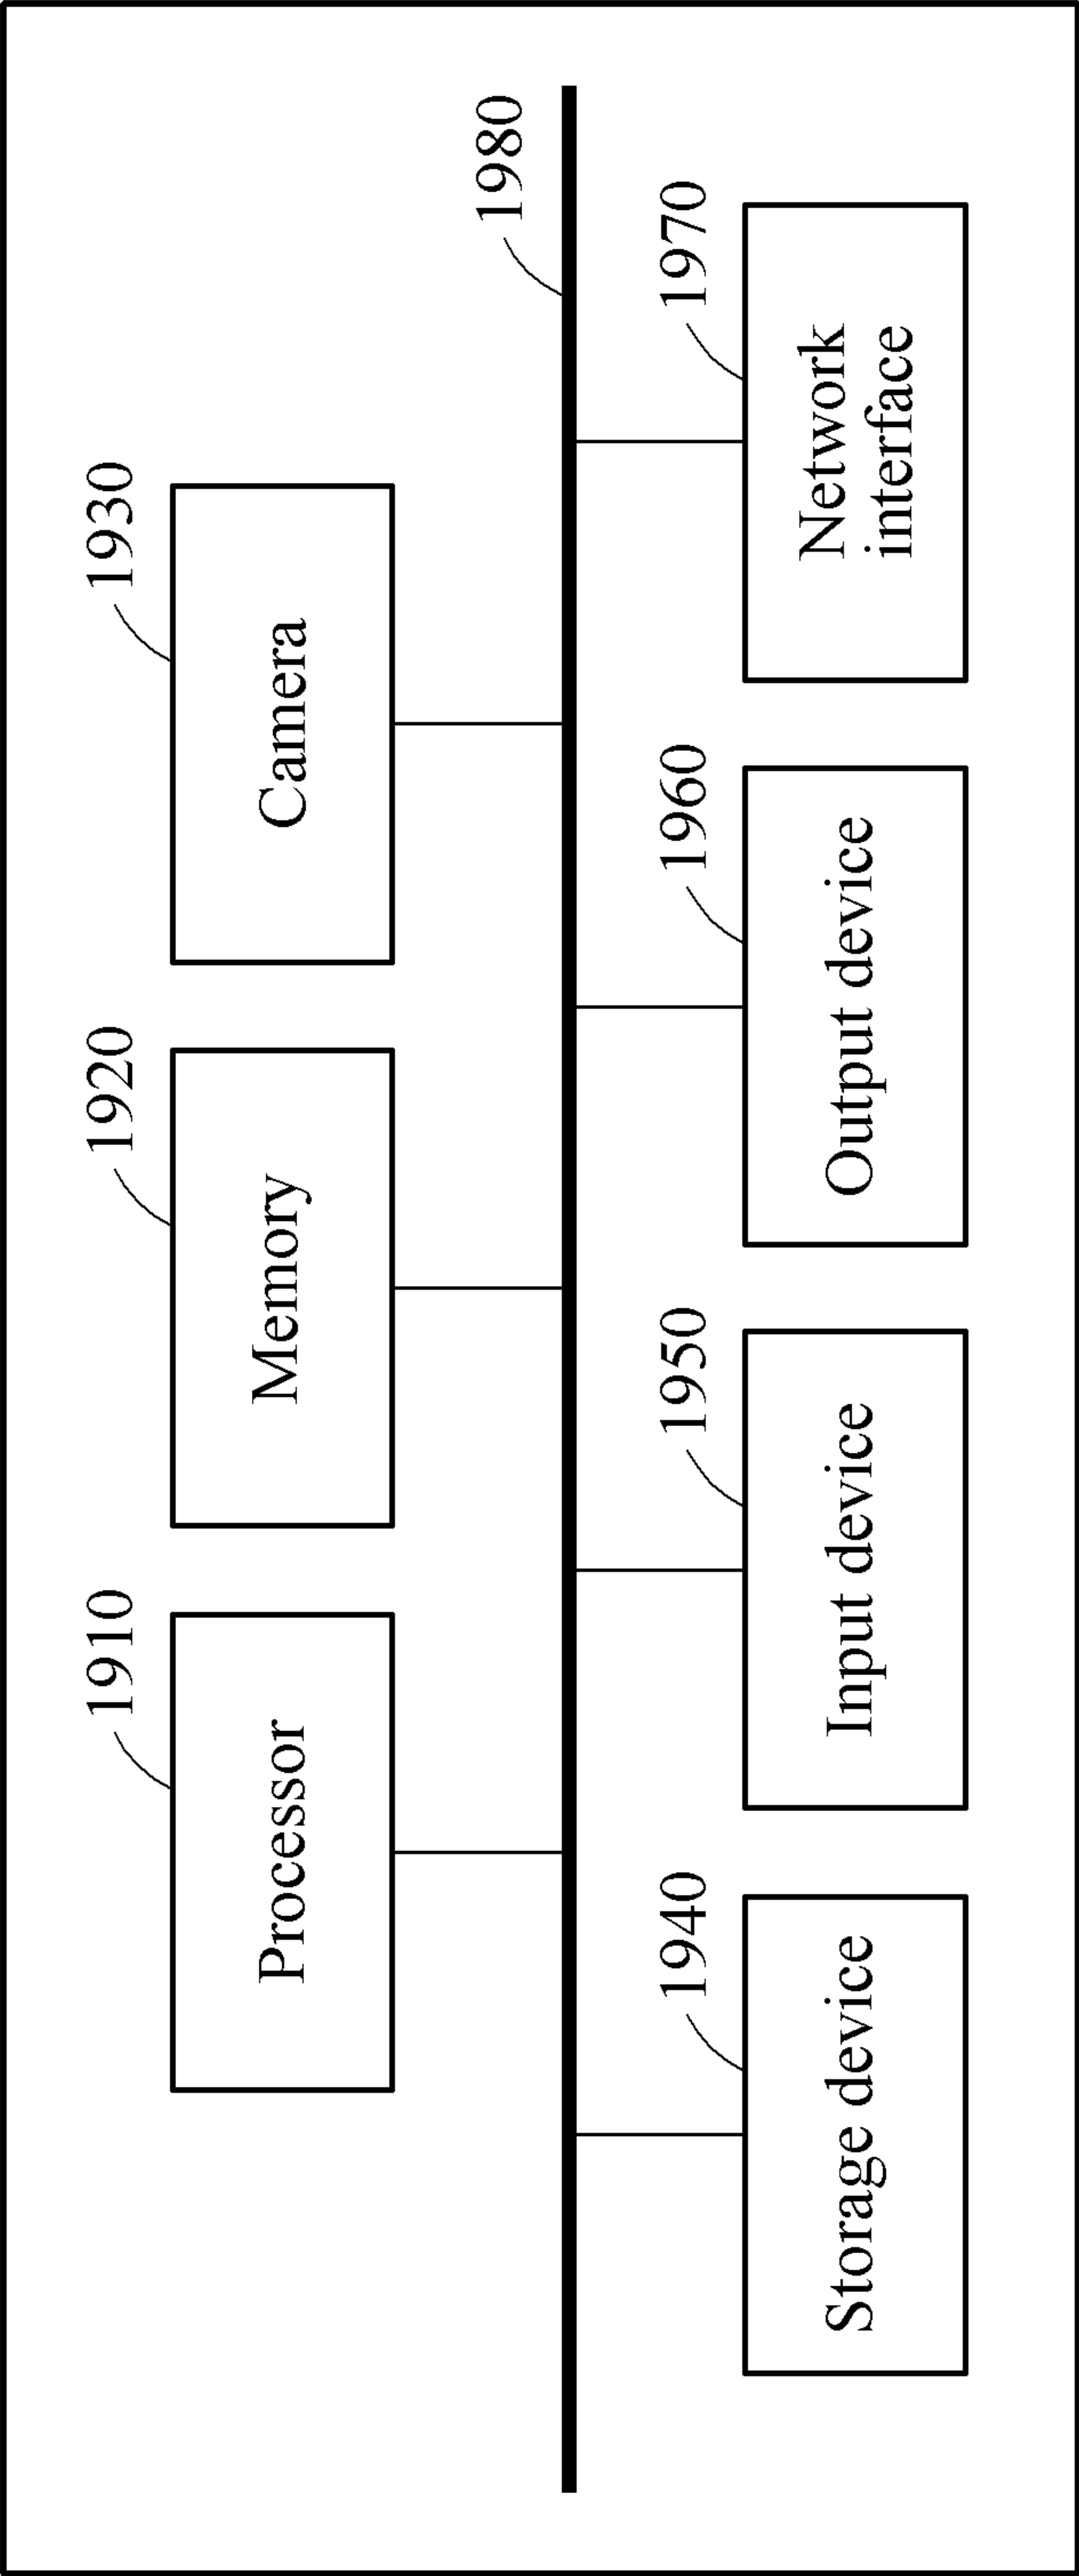 1910
Processor
1920
Memory
1930
Camera
1980
1940
Storage device
1950
Input device
1960
Output device
1970
Network
interface